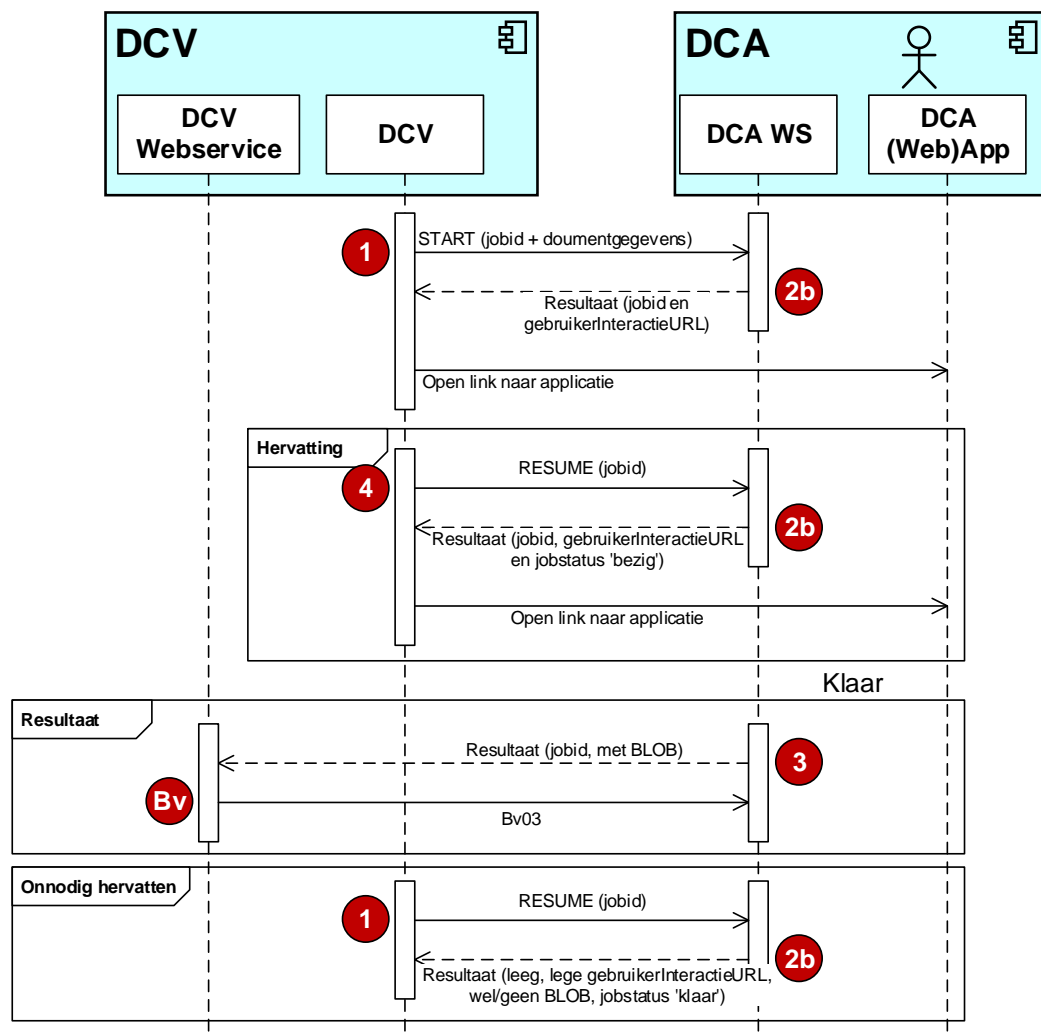 DCV
DCA
DCV
Webservice
DCV
DCA WS
DCA
(Web)App
1
START (jobid + doumentgegevens)
2b
Resultaat (jobid en
gebruikerInteractieURL)
Open link naar applicatie
Hervatting
4
RESUME (jobid)
2b
Resultaat (jobid, gebruikerInteractieURL
en jobstatus 'bezig')
Open link naar applicatie
Klaar
Resultaat
Resultaat (jobid, met BLOB)
3
Bv
Bv03
Onnodig hervatten
1
RESUME (jobid)
2b
Resultaat (leeg, lege gebruikerInteractieURL,
wel/geen BLOB, jobstatus 'klaar')